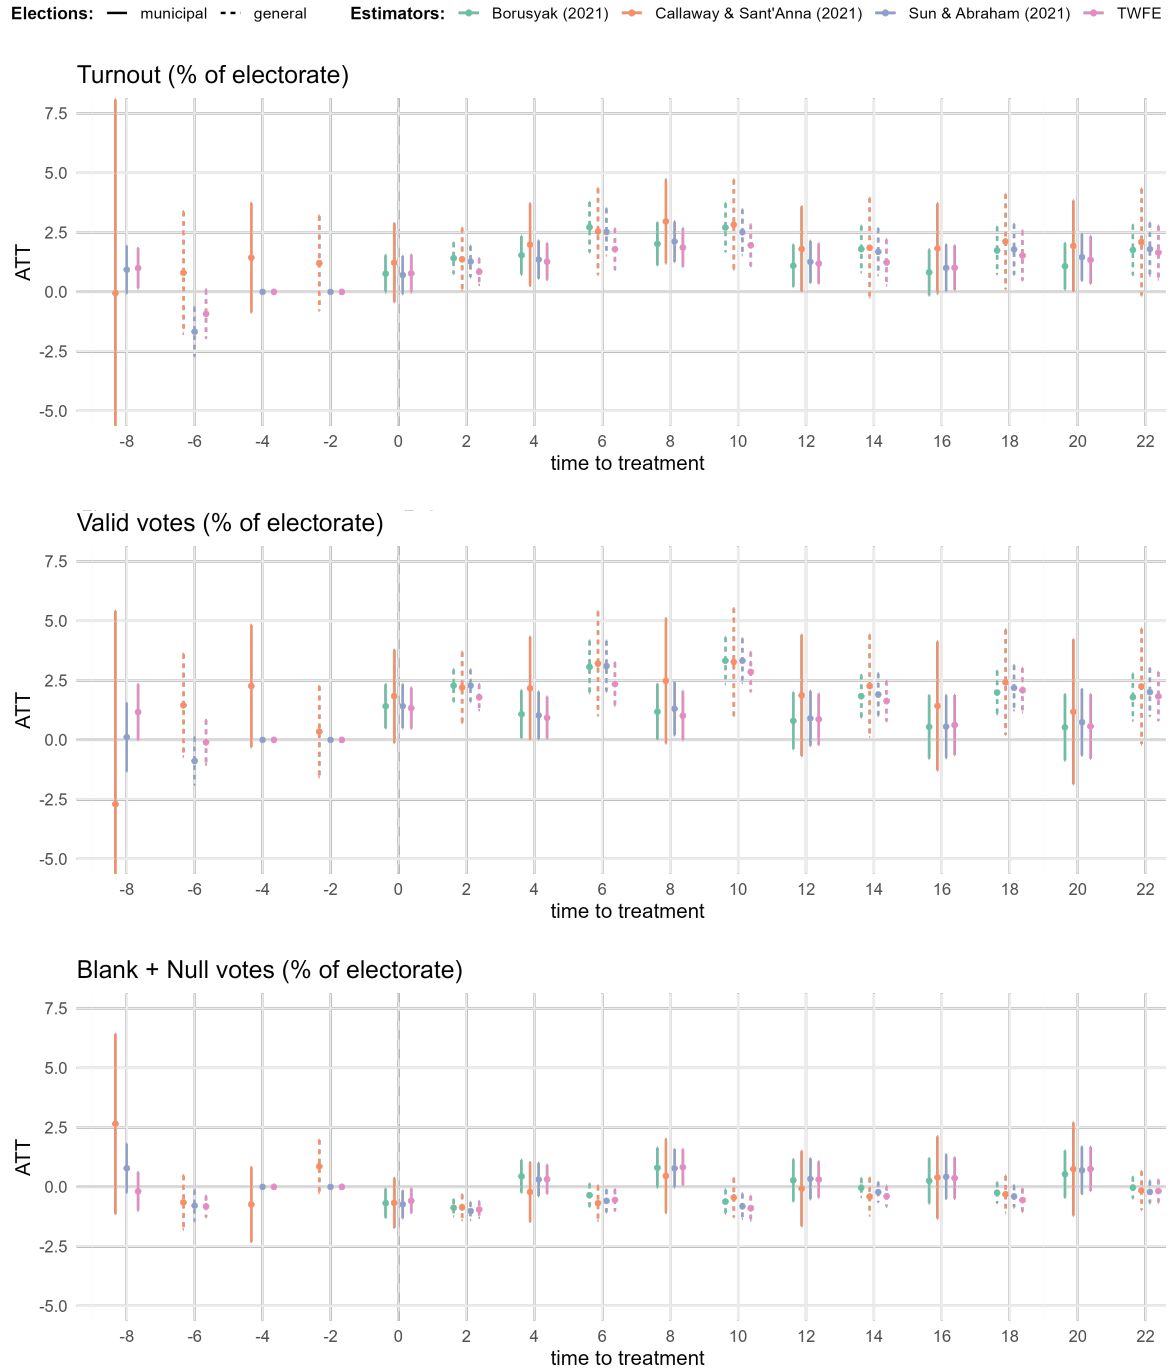 Elections: municipal general Estimators: Borusyak (2021) Callaway & Sant'Anna (2021) Sun & Abraham (2021) TWFE
Turnout (% of electorate)
7.5
5.0
2.5
0.0
-2.5
-5.0
ATT
-8 -6 -4 -2 0 2 4 6 8 10 12 14 16 18 20 22
time to treatment
Valid votes (% of electorate)
7.5
5.0
2.5
0.0
-2.5
-5.0
ATT
-8 -6 -4 -2 0 2 4 6 8 10 12 14 16 18 20 22
time to treatment
Blank + Null votes (% of electorate)
7.5
5.0
2.5
0.0
-2.5
-5.0
ATT
-8 -6 -4 -2 0 2 4 6 8 10 12 14 16 18 20 22
time to treatment